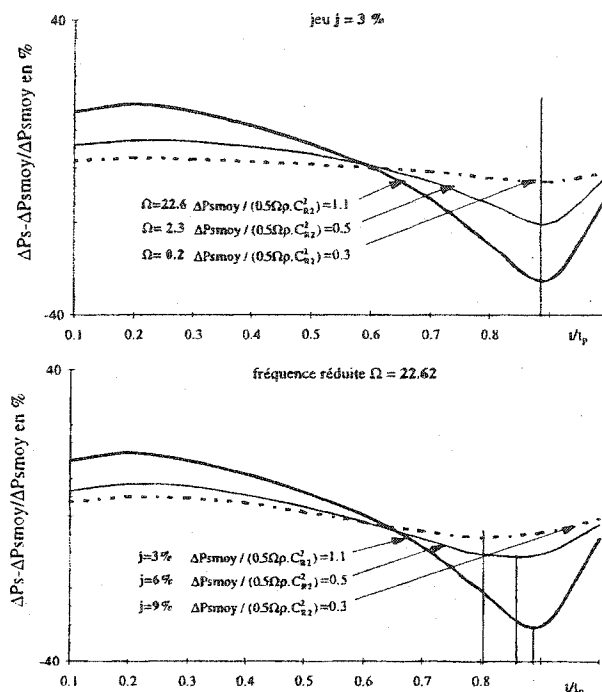 40
jeu j = 3 %
ΔPs-ΔPsmoy/ΔPsmoy en %
Ω=22.6 ΔPsmoy / (0.5Ωρ.C²R2)=1.1
Ω= 2.3 ΔPsmoy / (0.5Ωρ.C²R2)=0.5
Ω= 0.2 ΔPsmoy / (0.5Ωρ.C²R2)=0.3
-40
0.1 0.2 0.3 0.4 0.5 0.6 0.7 0.8 t/tp
40
fréquence réduite Ω = 22.62
ΔPs-ΔPsmoy/ΔPsmoy en %
j=3% ΔPsmoy / (0.5Ωρ.C²R2)=1.1
j=6% ΔPsmoy / (0.5Ωρ.C²R2)=0.5
j=9% ΔPsmoy / (0.5Ωρ.C²R2)=0.3
-40
0.1 0.2 0.3 0.4 0.5 0.6 0.7 0.8 t/tp